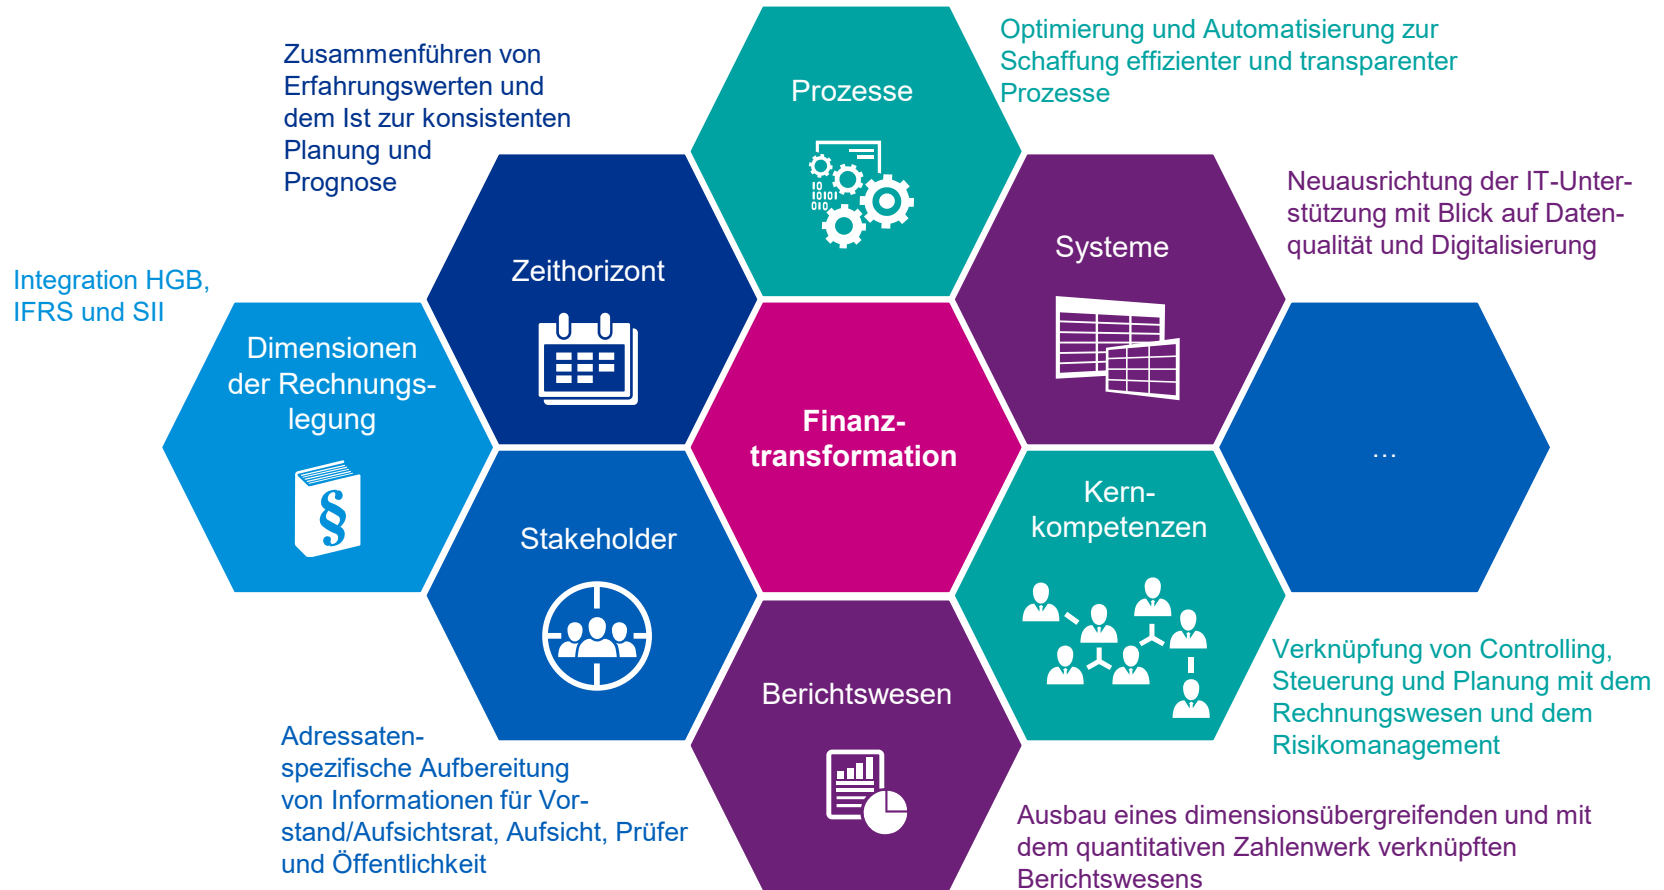 Zusammenführen von
Erfahrungswerten und
dem Ist zur konsistenten
Planung und
Prognose
Prozesse
10
10101
010
Optimierung und Automatisierung zur
Schaffung effizienter und transparenter
Prozesse
Integration HGB,
IFRS und SII
Zeithorizont
Systeme
Neuausrichtung der IT-Unter-
stützung mit Blick auf Daten-
qualität und Digitalisierung
Dimensionen
der Rechnungs-
legung
§
Finanz-
transformation
...
Stakeholder
Kern-
kompetenzen
Adressaten-
spezifische Aufbereitung
von Informationen für Vor-
stand/Aufsichtsrat, Aufsicht, Prüfer
und Öffentlichkeit
Berichtswesen
Verknüpfung von Controlling,
Steuerung und Planung mit dem
Rechnungswesen und dem
Risikomanagement
Ausbau eines dimensionsübergreifenden und mit
dem quantitativen Zahlenwerk verknüpften
Berichtswesens